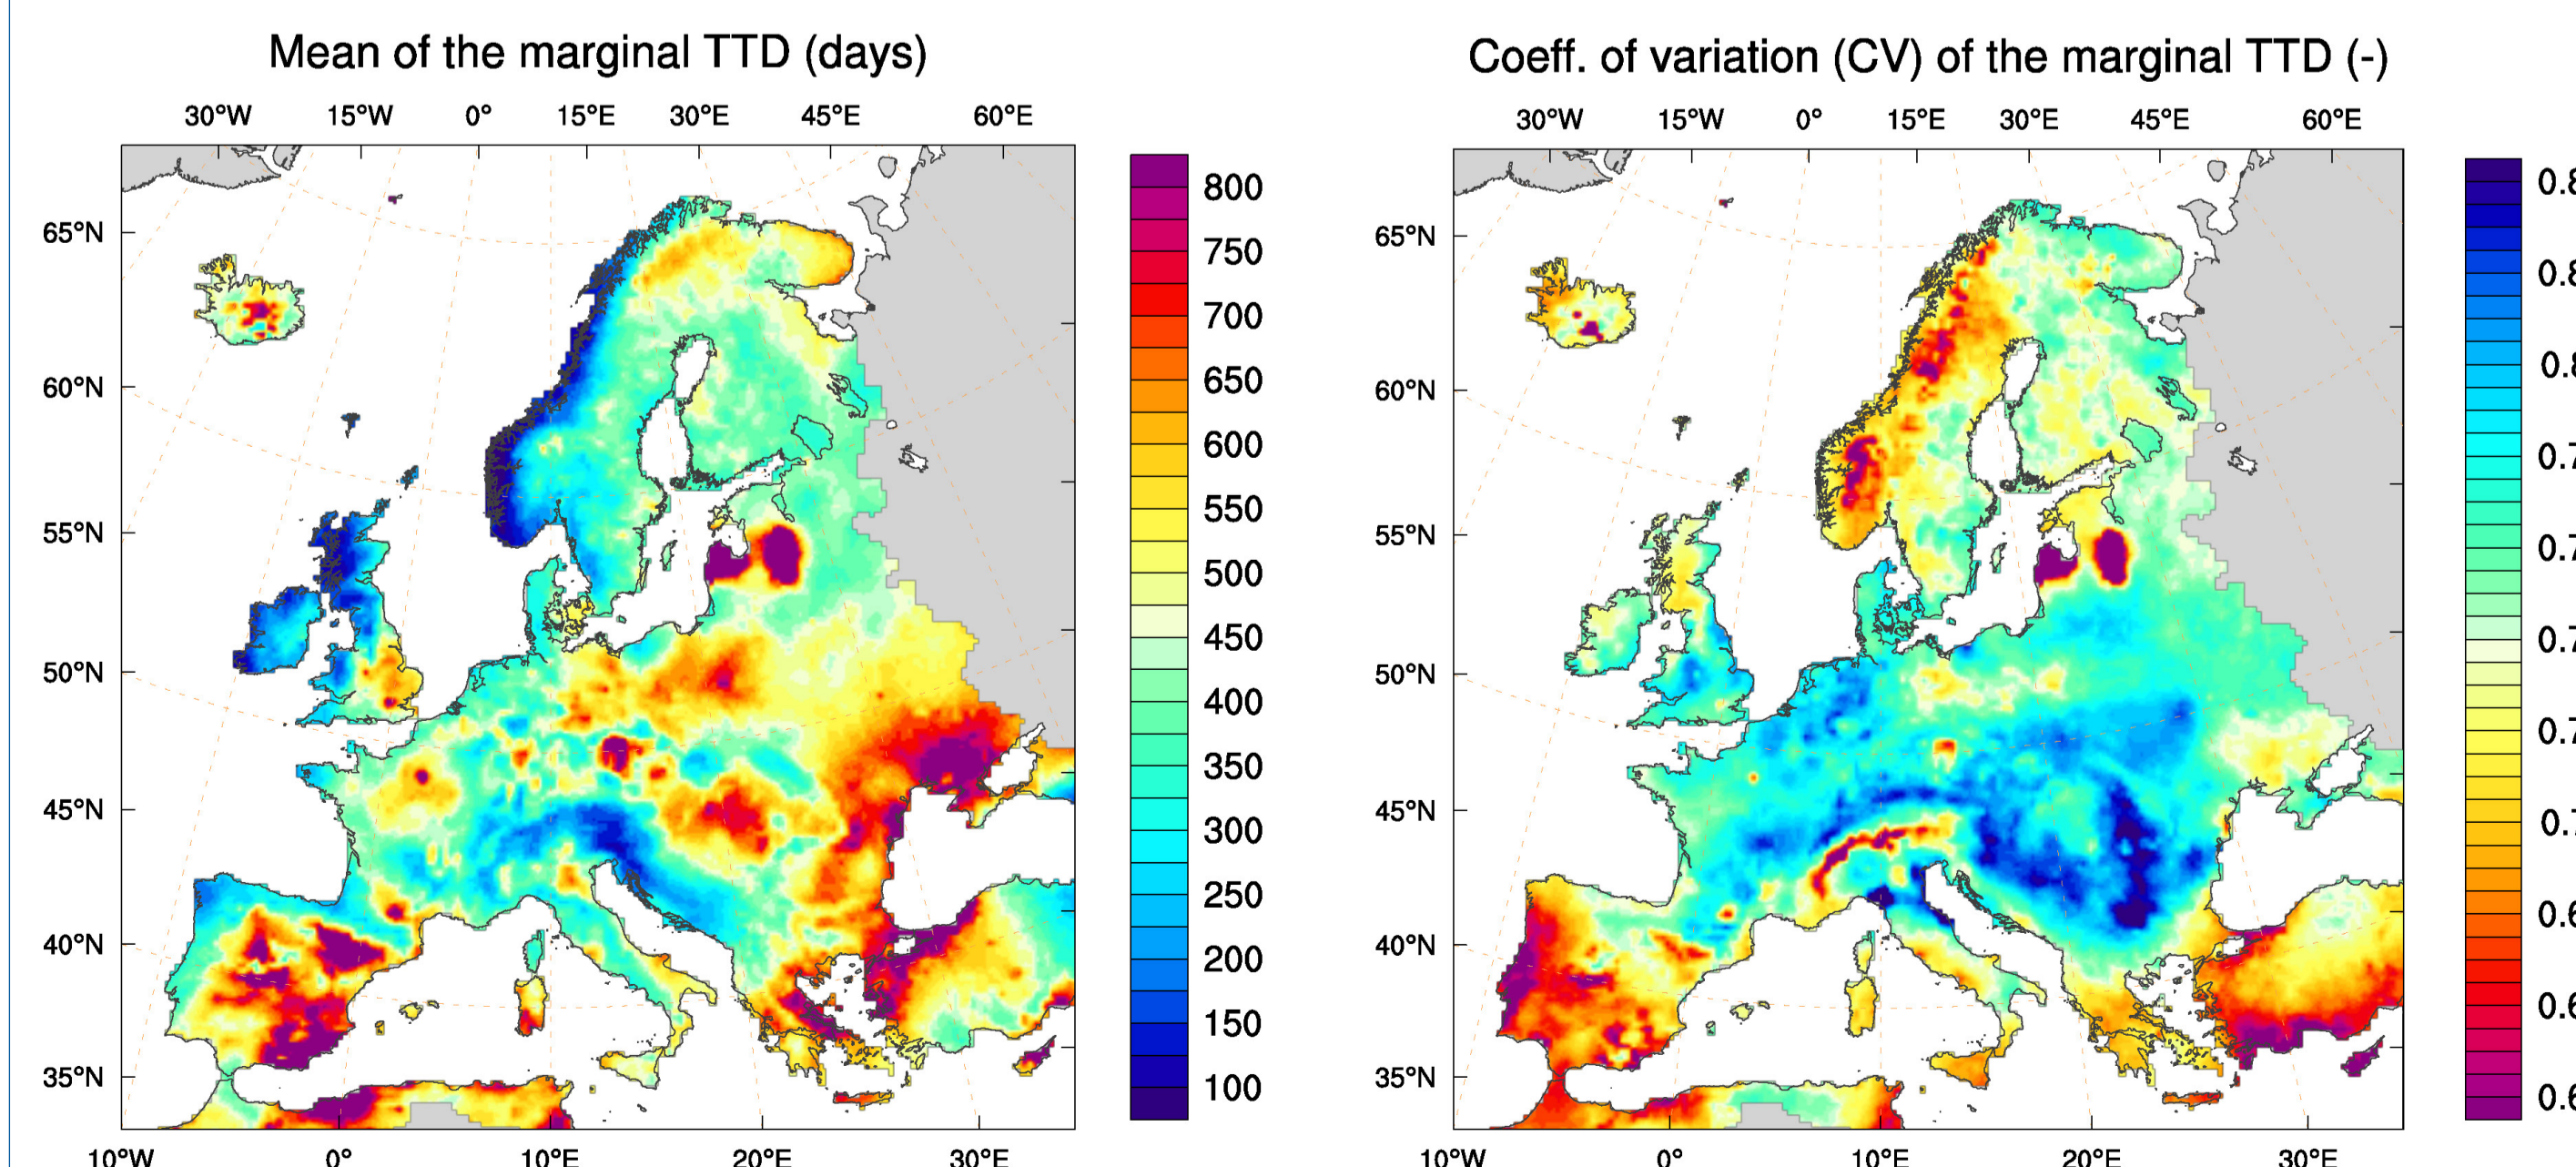 Mean of the marginal TTD (days)
30°W 15°W 0° 15°E 30°E 45°E 60°E
65°N
60°N
55°N
50°N
45°N
40°N
35°N
10°W 0° 10°E 20°E 30°E
800
750
700
650
600
550
500
450
400
350
300
250
200
150
100
Coeff. of variation (CV) of the marginal TTD (-)
30°W 15°W 0° 15°E 30°E 45°E 60°E
65°N
60°N
55°N
50°N
45°N
40°N
35°N
10°W 0° 10°E 20°E 30°E